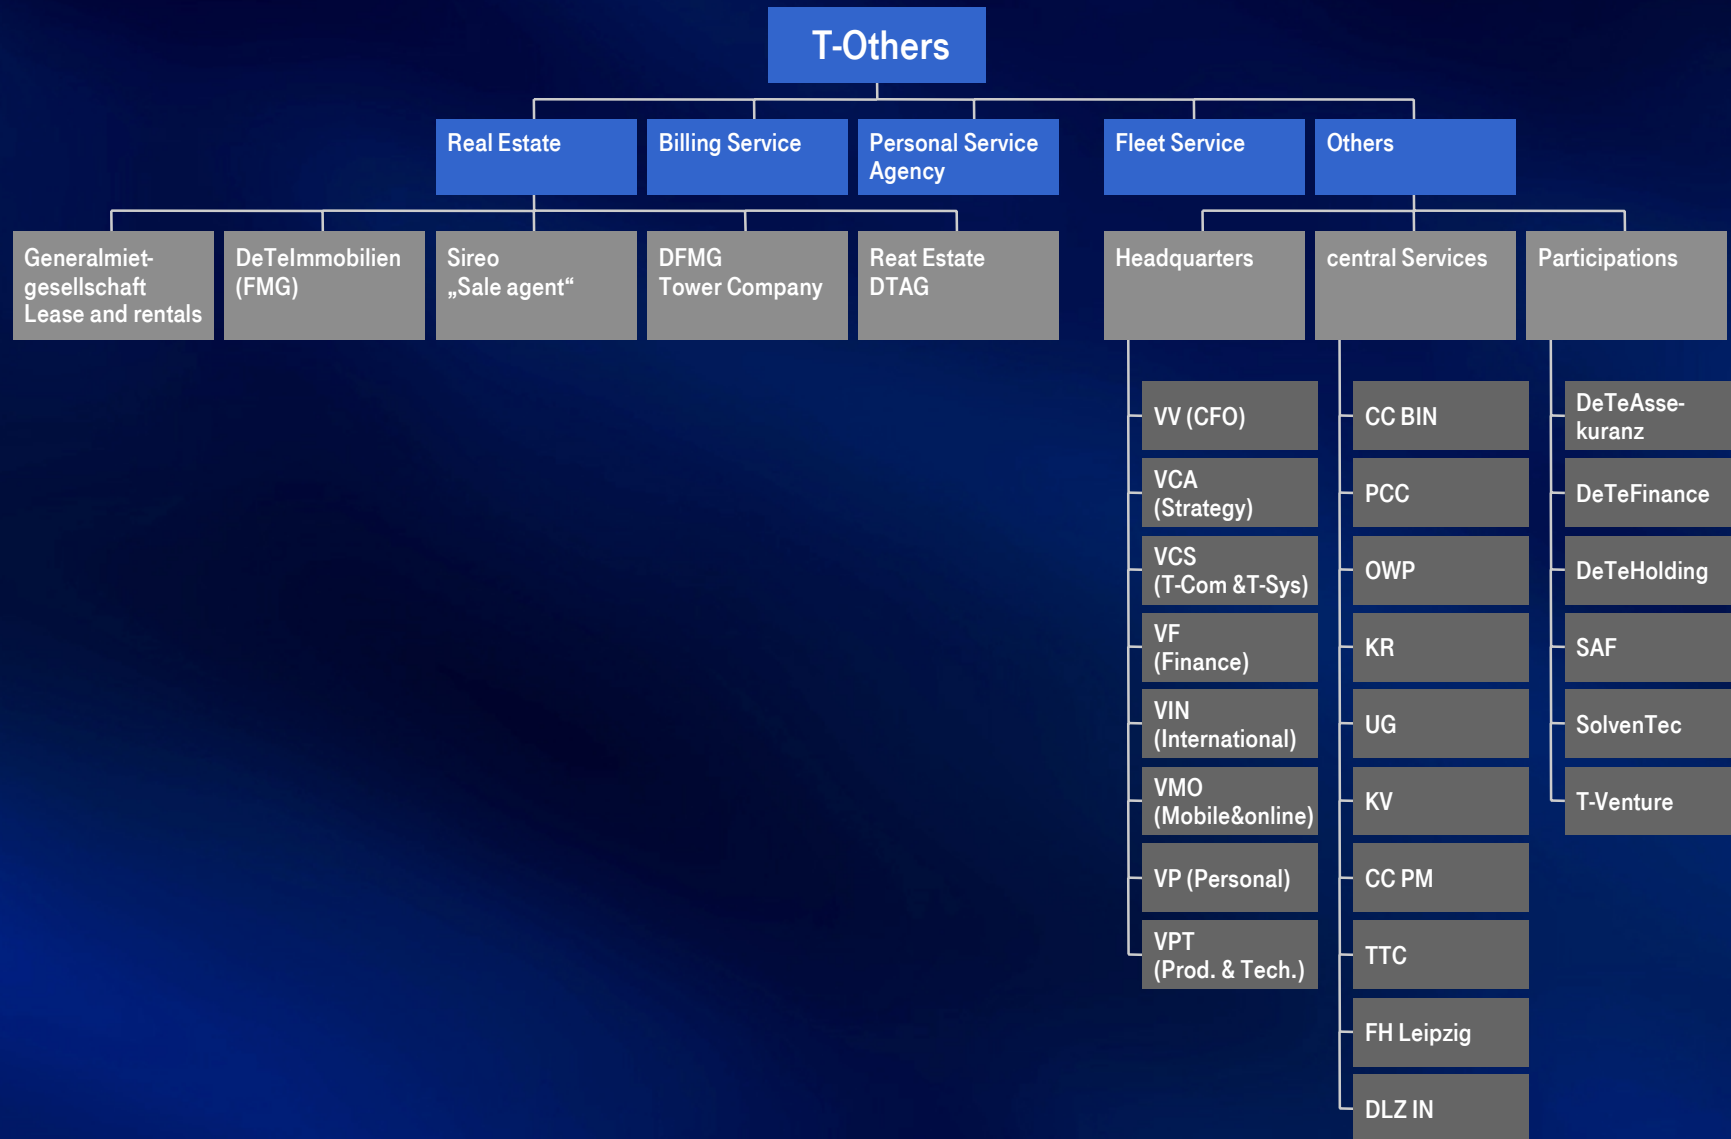 T-Others
Real Estate
Billing Service
Personal Service
Agency
Fleet Service
Others
Generalmiet-
gesellschaft
Lease and rentals
DeTeImmobilien
(FMG)
Sireo
„Sale agent“
DFMG
Tower Company
Reat Estate
DTAG
Headquarters
central Services
Participations
VV (CFO)
VCA
(Strategy)
VCS
(T-Com &T-Sys)
VF
(Finance)
VIN
(International)
VMO
(Mobile&online)
VP (Personal)
VPT
(Prod. & Tech.)
CC BIN
PCC
OWP
KR
UG
KV
CC PM
TTC
FH Leipzig
DLZ IN
DeTeAsse-
kuranz
DeTeFinance
DeTeHolding
SAF
SolvenTec
T-Venture